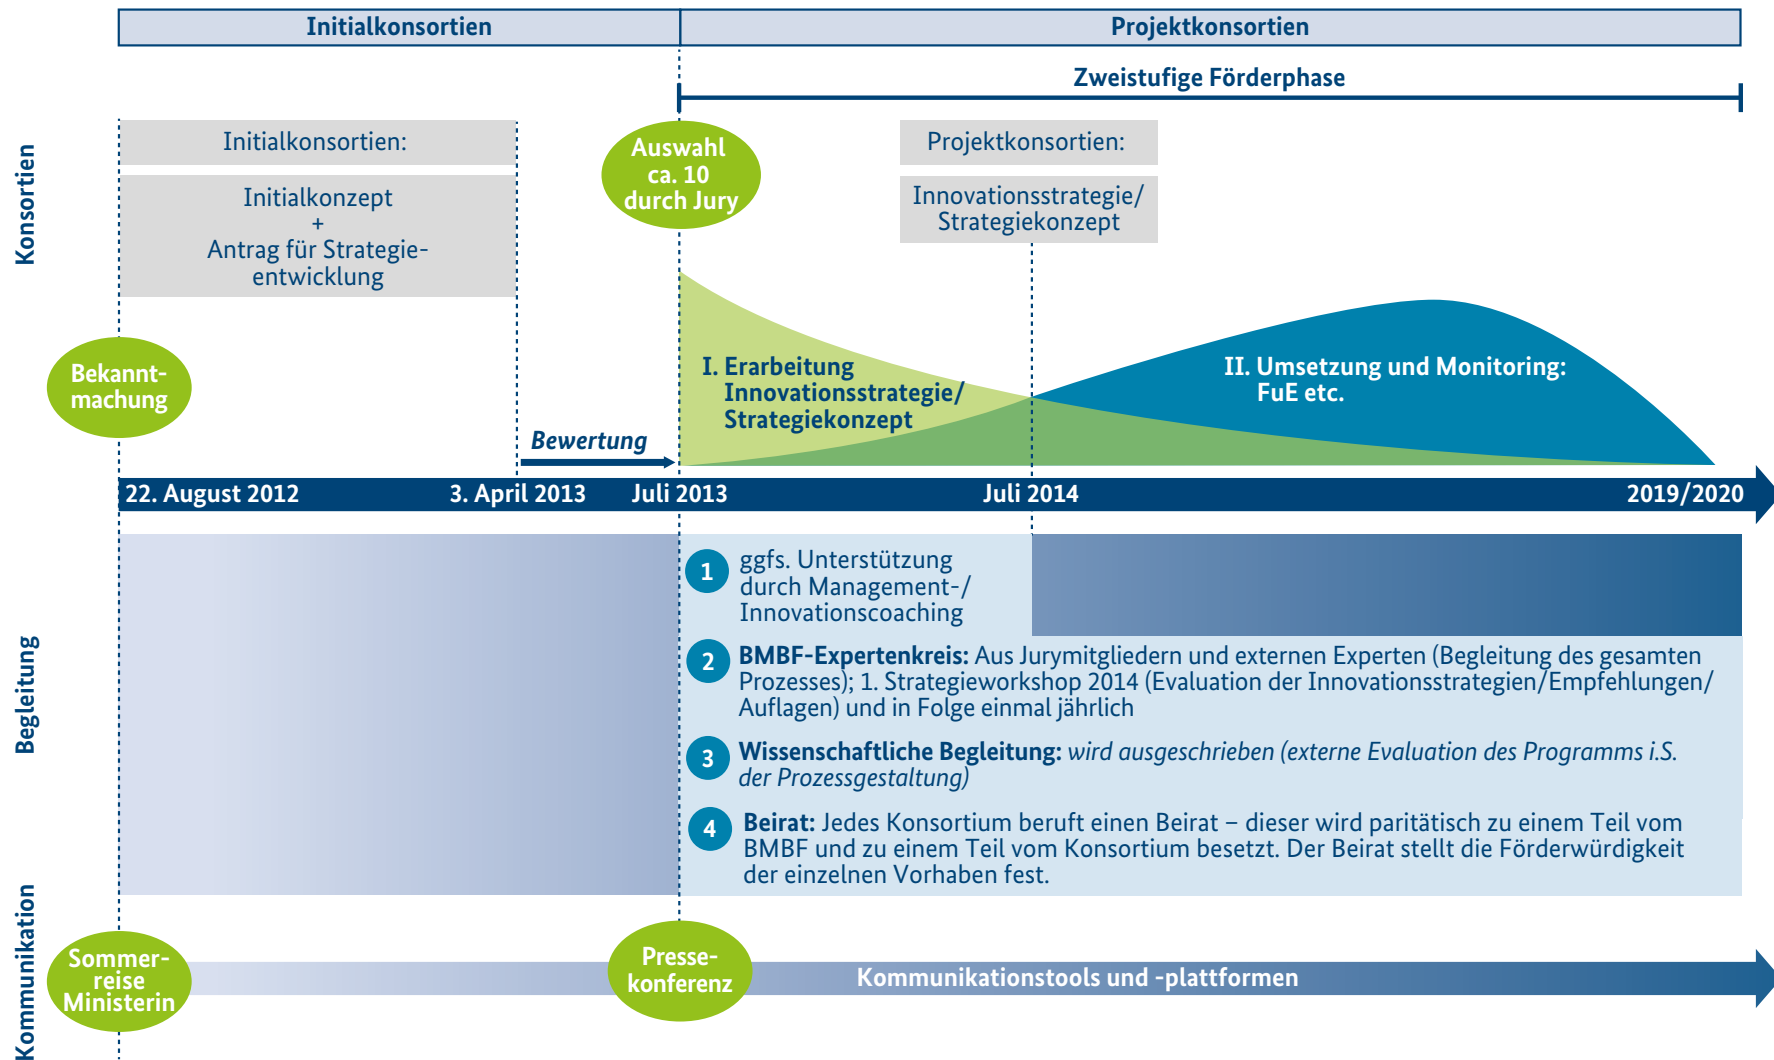 Initialkonsortien
Projektkonsortien
Zweistufige Förderphase
Konsortien
Initialkonsortien:
Initialkonzept
+
Antrag für Strategie-
entwicklung
Auswahl
ca. 10
durch Jury
Projektkonsortien:
Innovationsstrategie/
Strategiekonzept
Bekannt-
machung
Bewertung
I. Erarbeitung
Innovationsstrategie/
Strategiekonzept
II. Umsetzung und Monitoring:
FuE etc.
22. August 2012
3. April 2013
Juli 2013
Juli 2014
2019/2020
Begleitung
1
ggfs. Unterstützung
durch Management-/
Innovationscoaching
2
BMBF-Expertenkreis: Aus Jurymitgliedern und externen Experten (Begleitung des gesamten
Prozesses); 1. Strategieworkshop 2014 (Evaluation der Innovationsstrategien/Empfehlungen/
Auflagen) und in Folge einmal jährlich
3
Wissenschaftliche Begleitung: wird ausgeschrieben (externe Evaluation des Programms i.S.
der Prozessgestaltung)
4
Beirat: Jedes Konsortium beruft einen Beirat – dieser wird paritätisch zu einem Teil vom
BMBF und zu einem Teil vom Konsortium besetzt. Der Beirat stellt die Förderwürdigkeit
der einzelnen Vorhaben fest.
Kommunikation
Sommer-
reise
Ministerin
Presse-
konferenz
Kommunikationstools und -plattformen